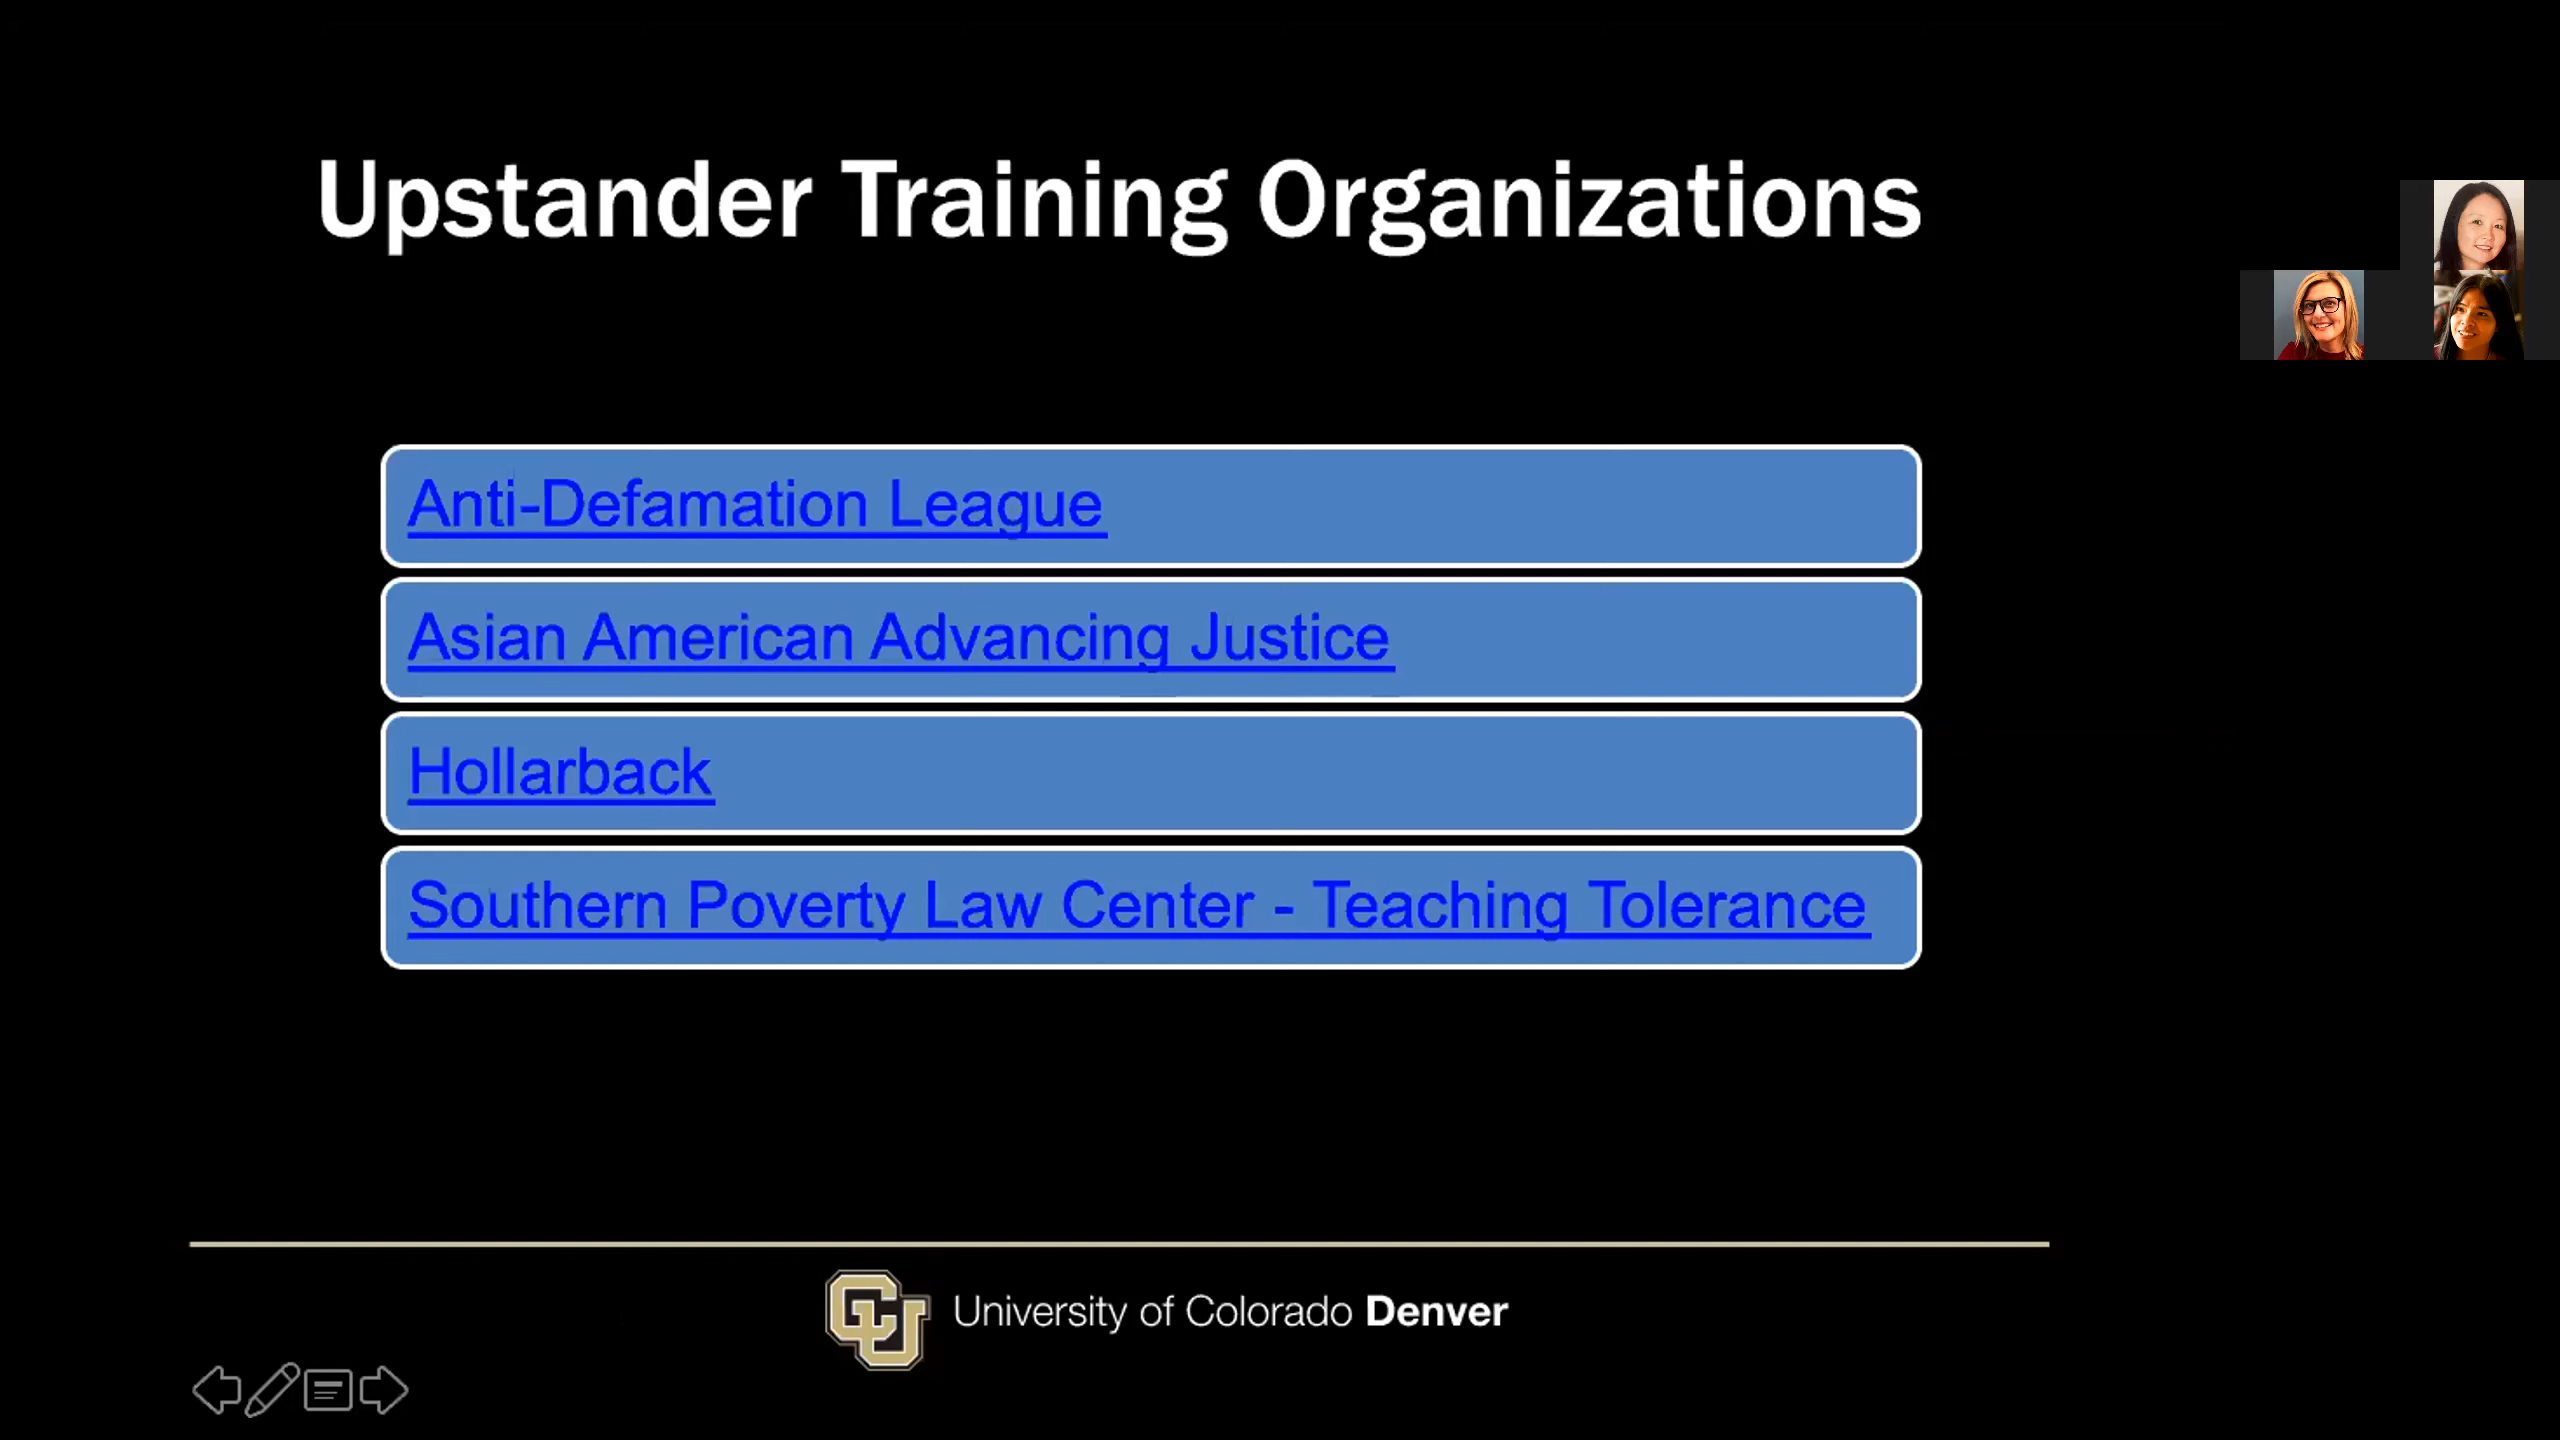 Upstander Training Organizations
Anti-Defamation League
Asian American Advancing Justice
Hollarback
Southern Poverty Law Center - Teaching Tolerance
CU University of Colorado Denver